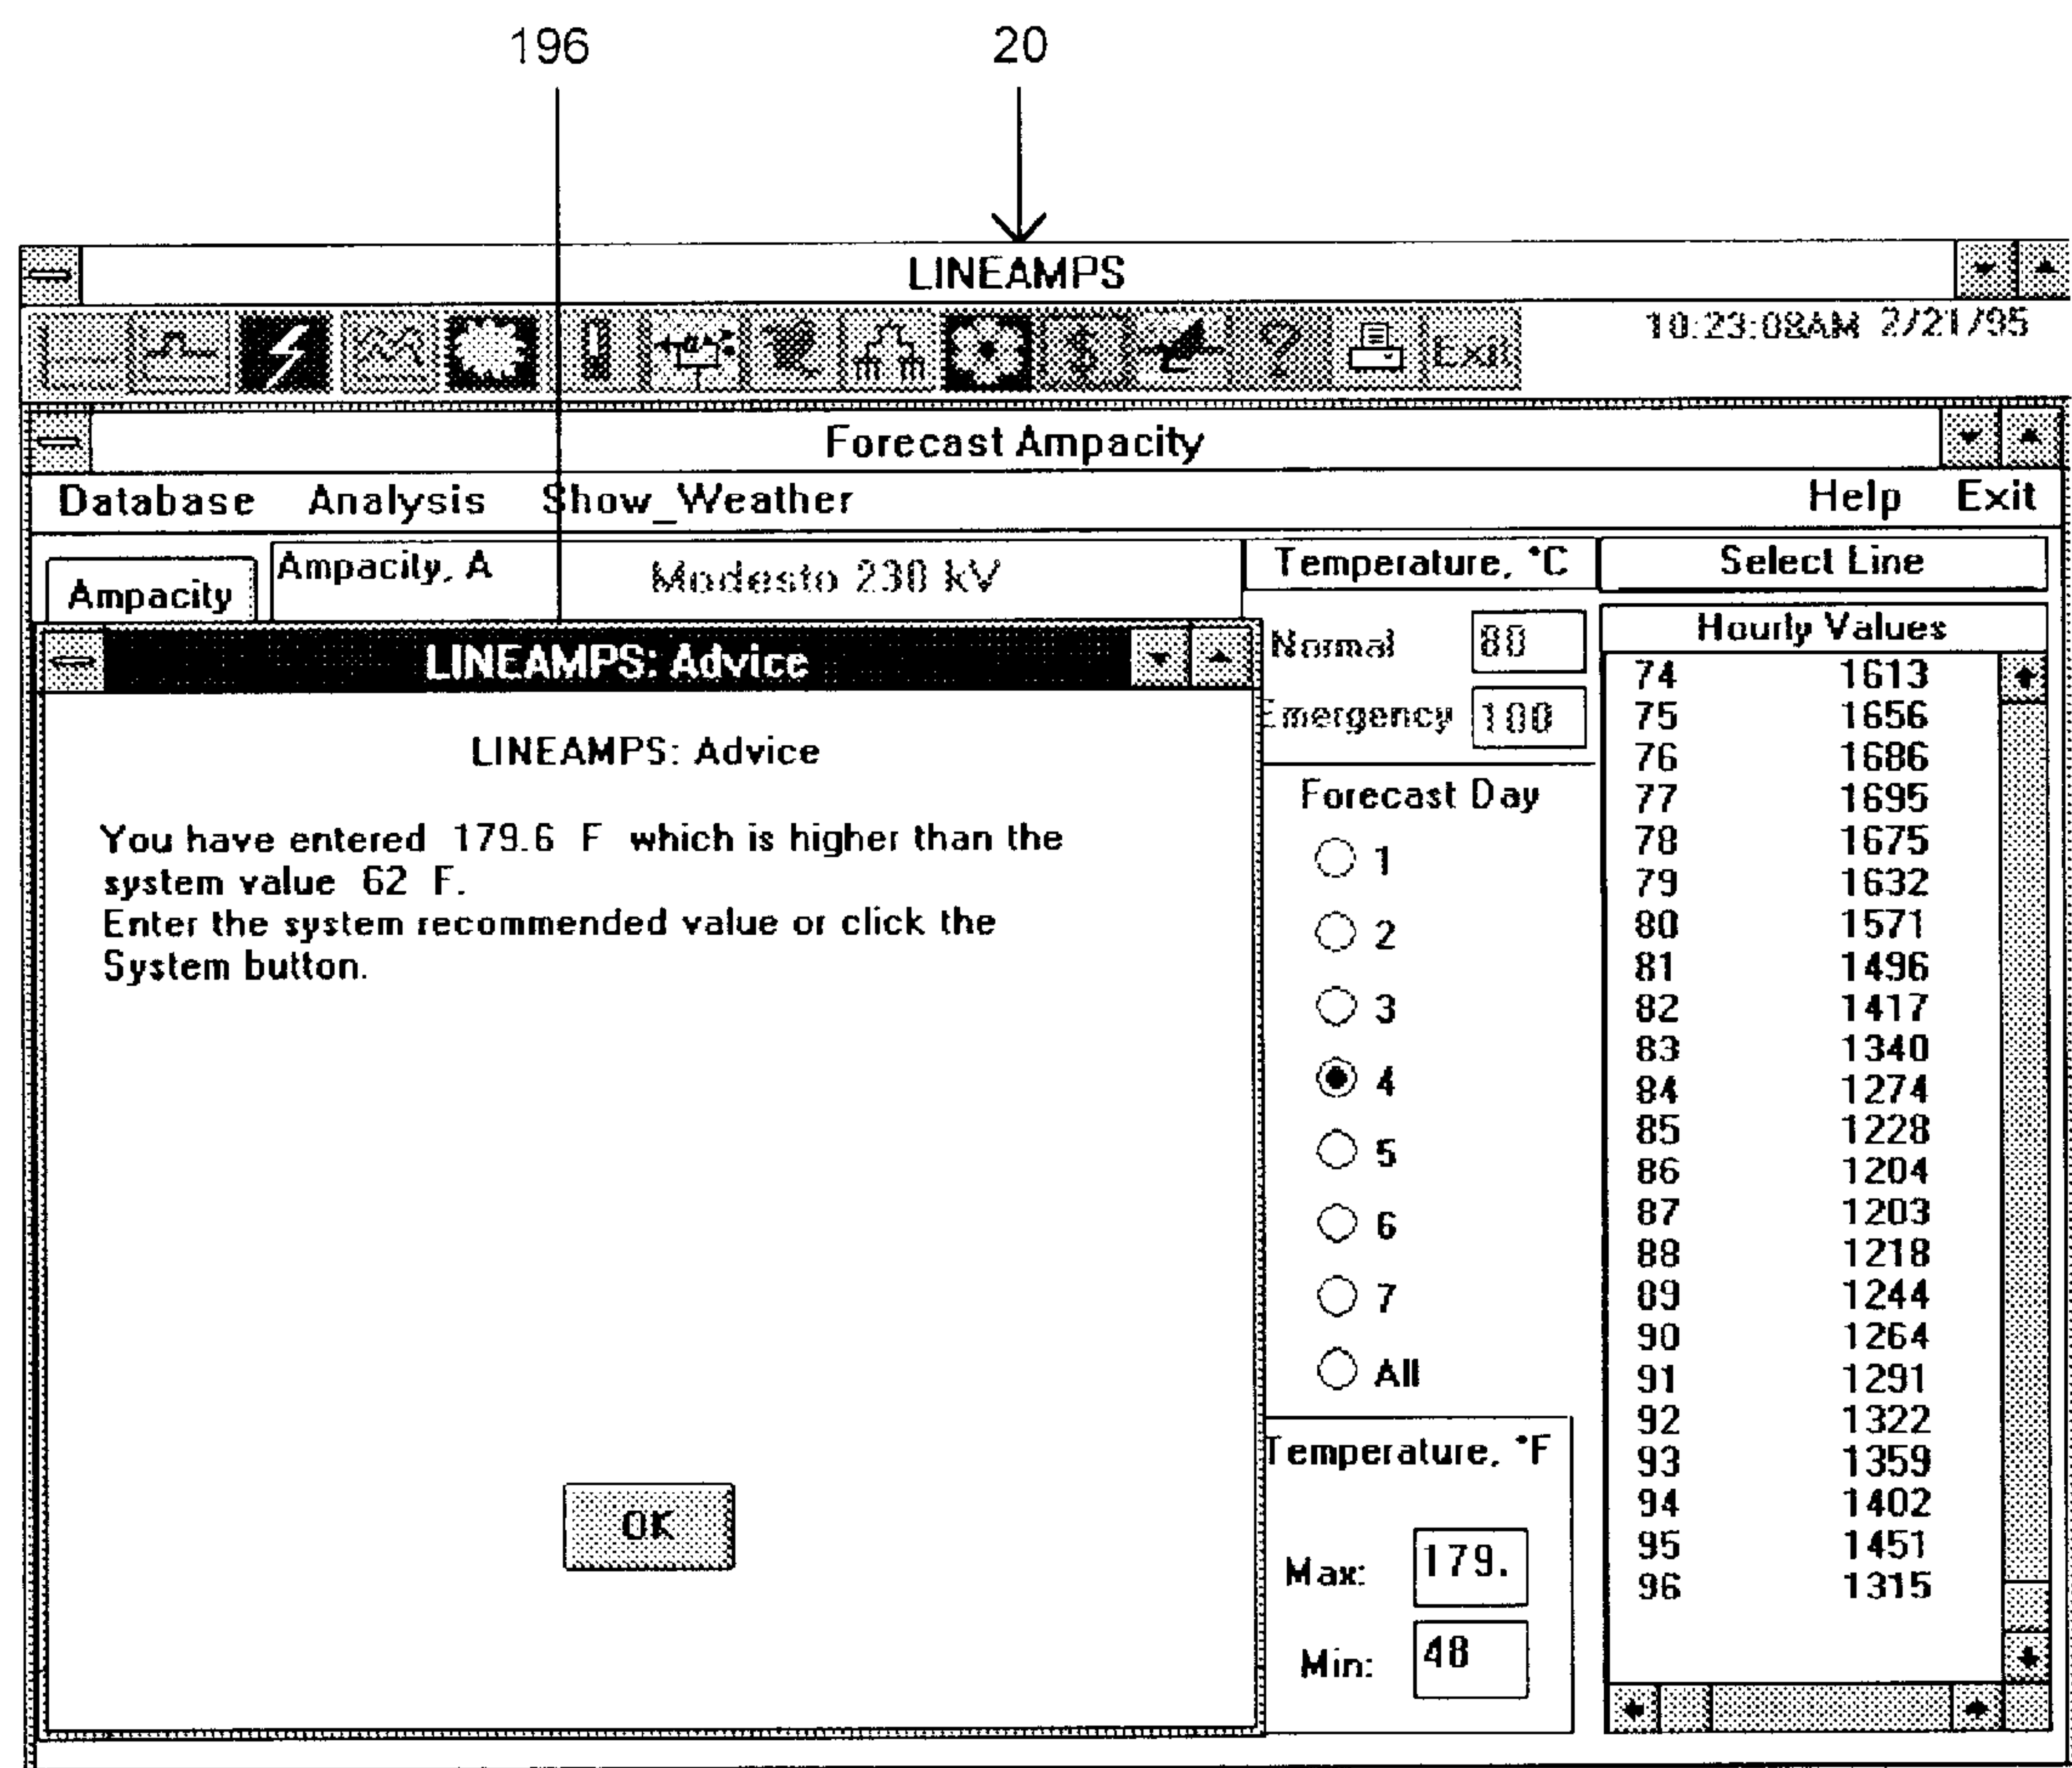 196 20
LINEAMPS
Exit
10:23:08AM 2/21/95
Forecast Ampacity
Database Analysis Show_Weather Help Exit
Ampacity
Ampacity, A
Modesto 230 kV
Temperature, °C
Select Line
LINEAMPS: Advice
Normal 80
Emergency 100
LINEAMPS: Advice
You have entered 179.6 F which is higher than the
system value 62 F.
Enter the system recommended value or click the
System button.
OK
Forecast Day
1
2
3
4
5
6
7
All
Temperature, °F
Max: 179.
Min: 48
Hourly Values
74 1613
75 1656
76 1686
77 1695
78 1675
79 1632
80 1571
81 1496
82 1417
83 1340
84 1274
85 1228
86 1204
87 1203
88 1218
89 1244
90 1264
91 1291
92 1322
93 1359
94 1402
95 1451
96 1315